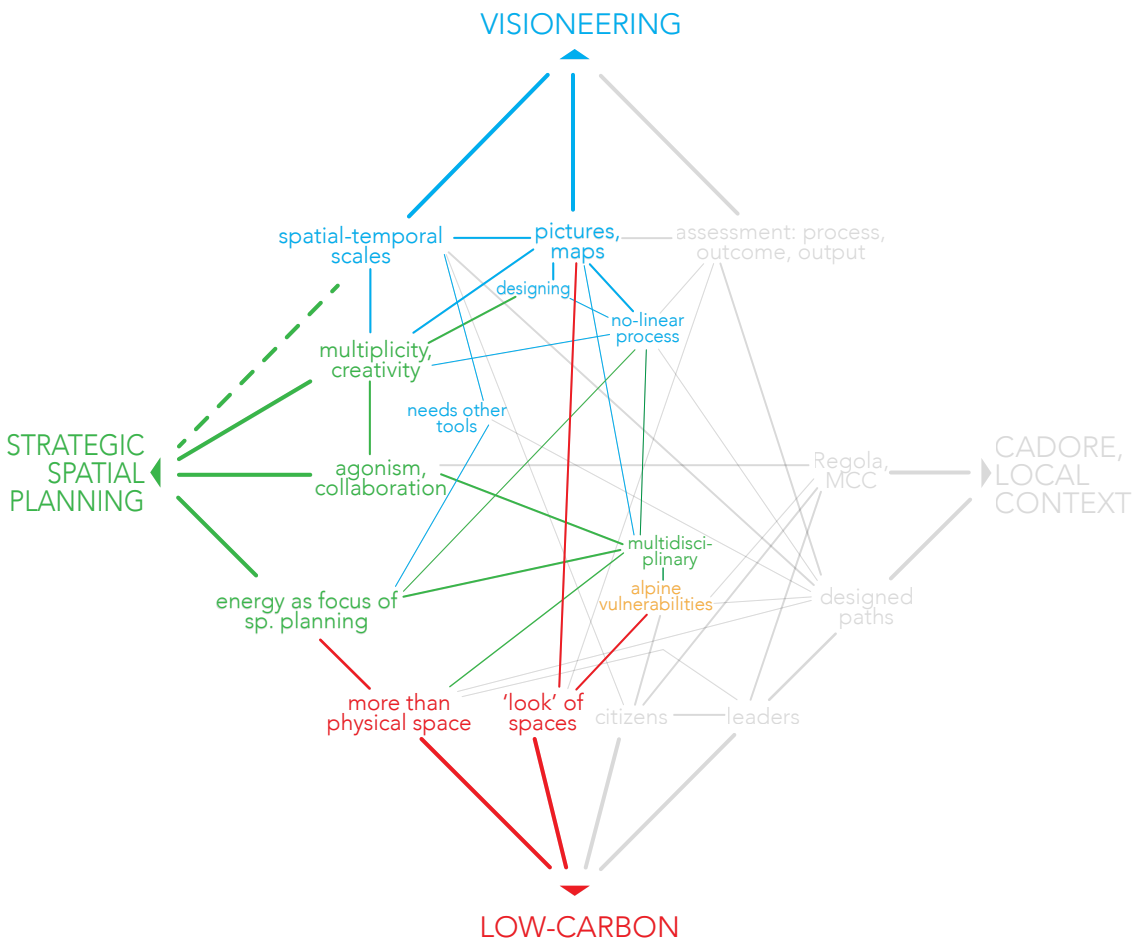 VISIONEERING
spatial-temporal
scales
pictures,
maps
assessment: process,
outcome, output
designing
no-linear
process
multiplicity,
creativity
needs other
tools
STRATEGIC
SPATIAL
PLANNING
agonism,
collaboration
Regola,
MCC
CADORE,
LOCAL
CONTEXT
multidisci-
plinary
alpine
vulnerabilities
energy as focus of
sp. planning
designed
paths
more than
physical space
‘look’ of
spaces
citizens
leaders
LOW-CARBON